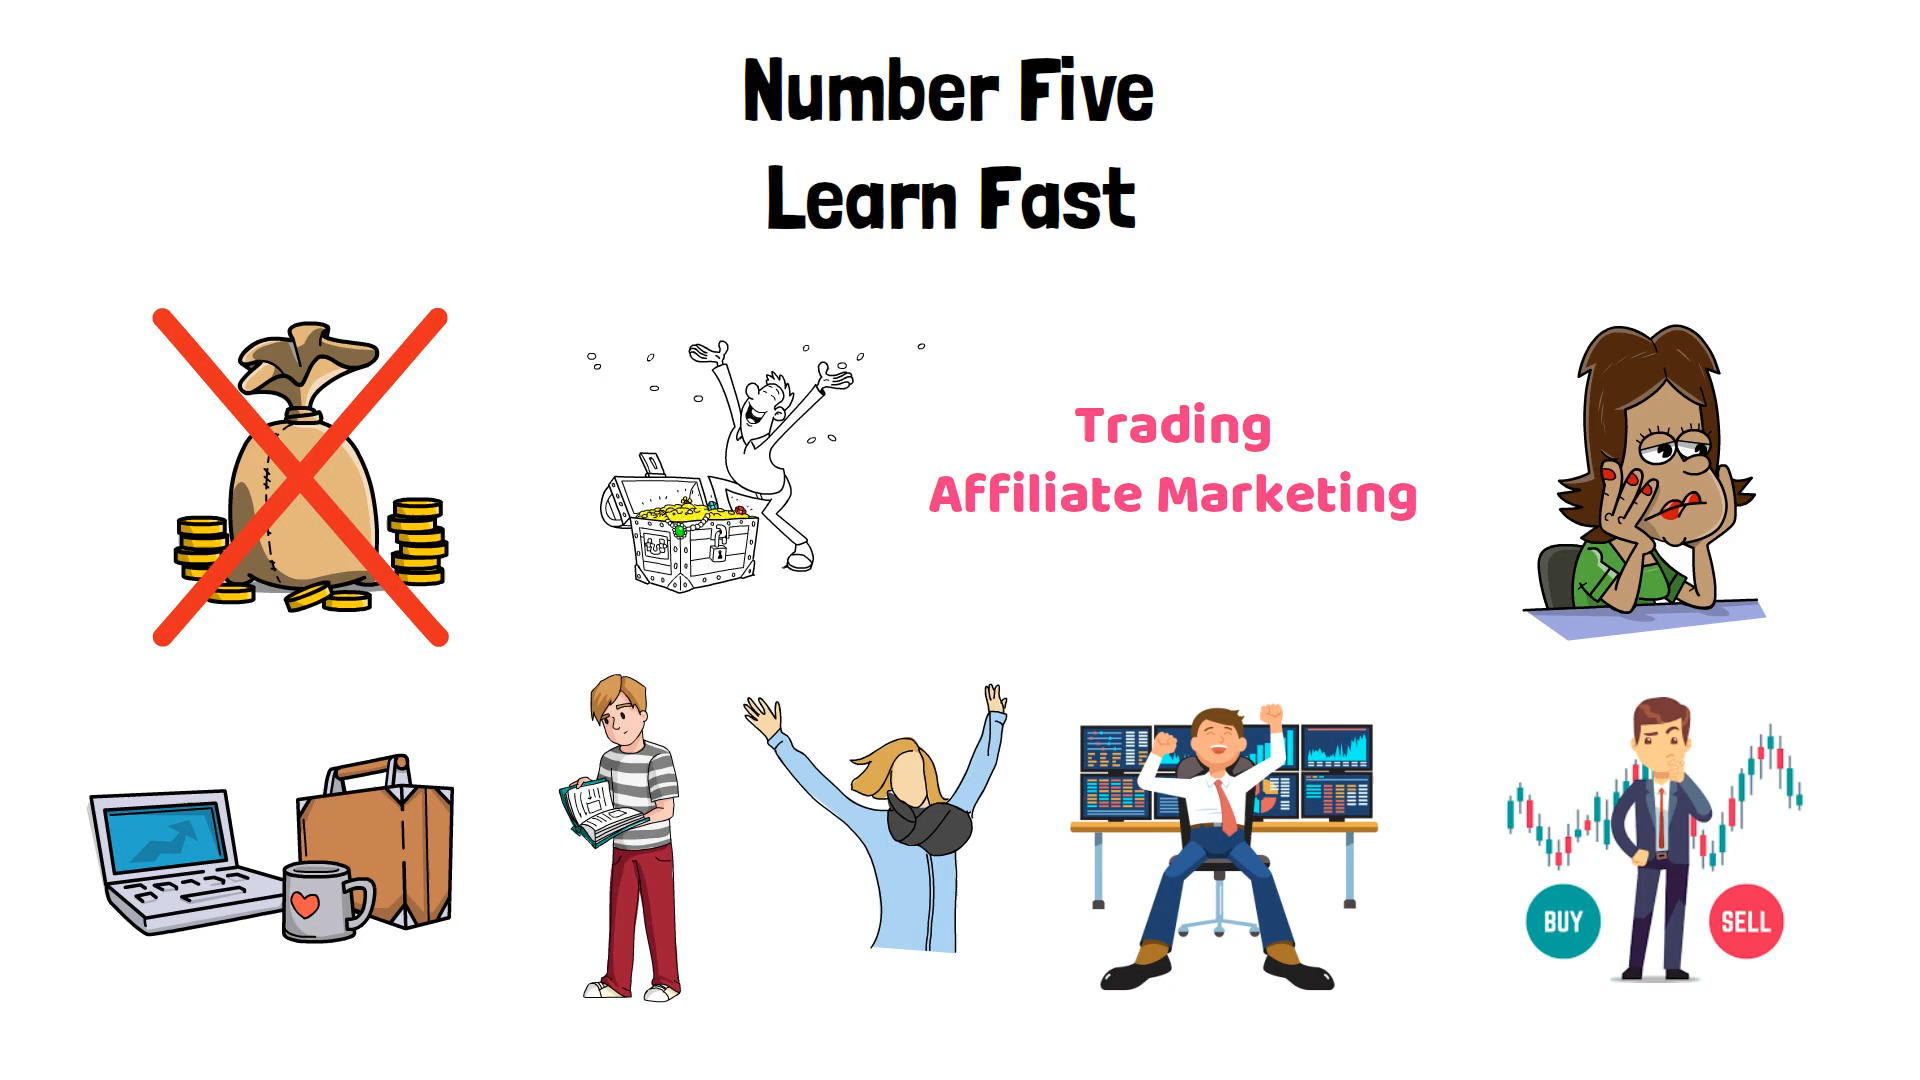 Number Five
Learn Fast
Trading
Affiliate Marketing
BUY
SELL